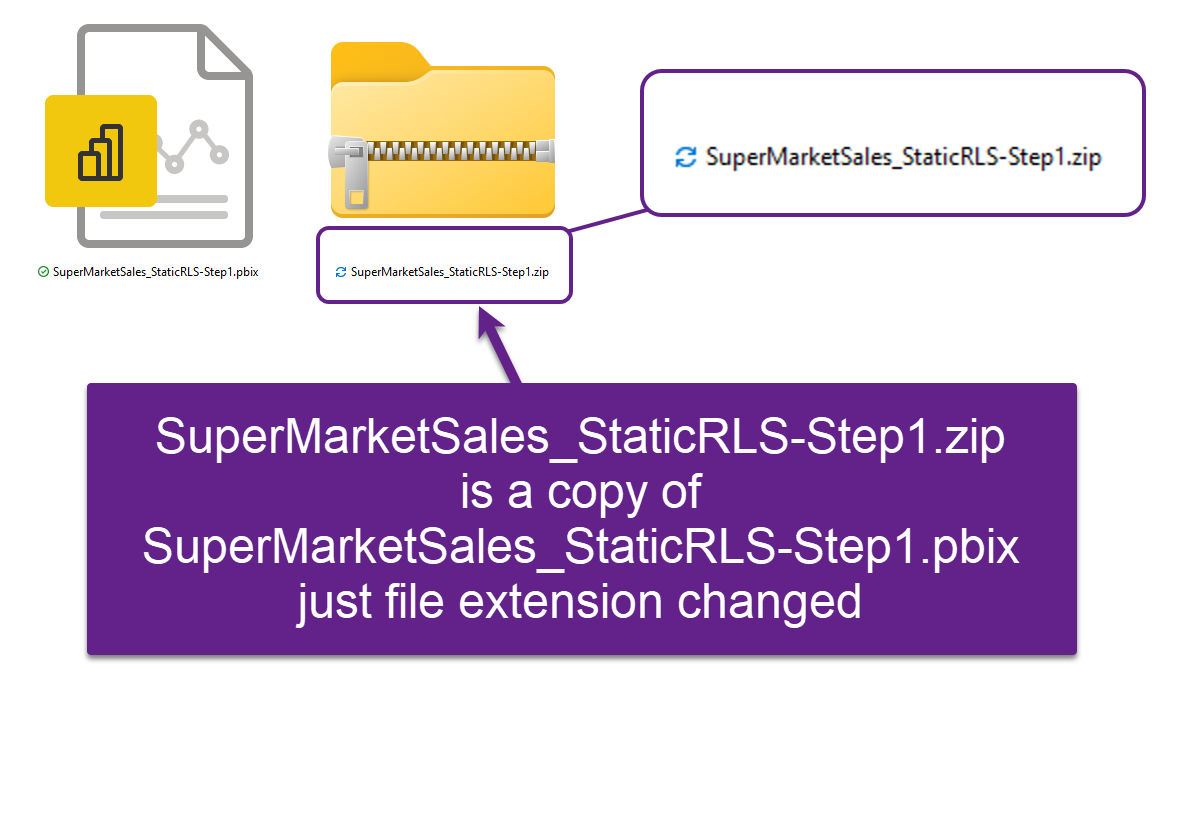 SuperMarketSales_StaticRLS-Step1.pbix
SuperMarketSales_StaticRLS-Step1.zip
SuperMarketSales_StaticRLS-Step1.zip
SuperMarketSales_StaticRLS-Step1.zip
is a copy of
SuperMarketSales_StaticRLS-Step1.pbix
just file extension changed